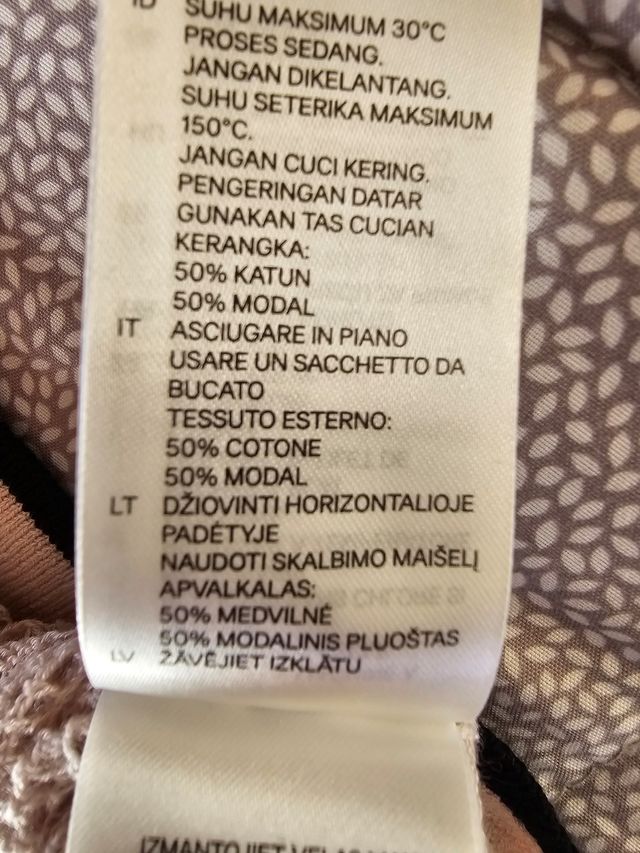 ID SUHU MAKSIMUM 30°C
PROSES SEDANG.
JANGAN DIKELANTANG.
SUHU SETERIKA MAKSIMUM
150°C.
JANGAN CUCI KERING.
PENGERINGAN DATAR
GUNAKAN TAS CUCIAN
KERANGKA:
50% KATUN
50% MODAL
IT ASCIUGARE IN PIANO
USARE UN SACCHETTO DA
BUCATO
TESSUTO ESTERNO:
50% COTONE
50% MODAL
LT DŽIOVINTI HORIZONTALIOJE
PADĖTYJE
NAUDOTI SKALBIMO MAIŠELĮ
APVALKALAS:
50% MEDVILNĖ
50% MODALINIS PLUOŠTAS
LV ŽĀVĒJIET IZKLĀTU